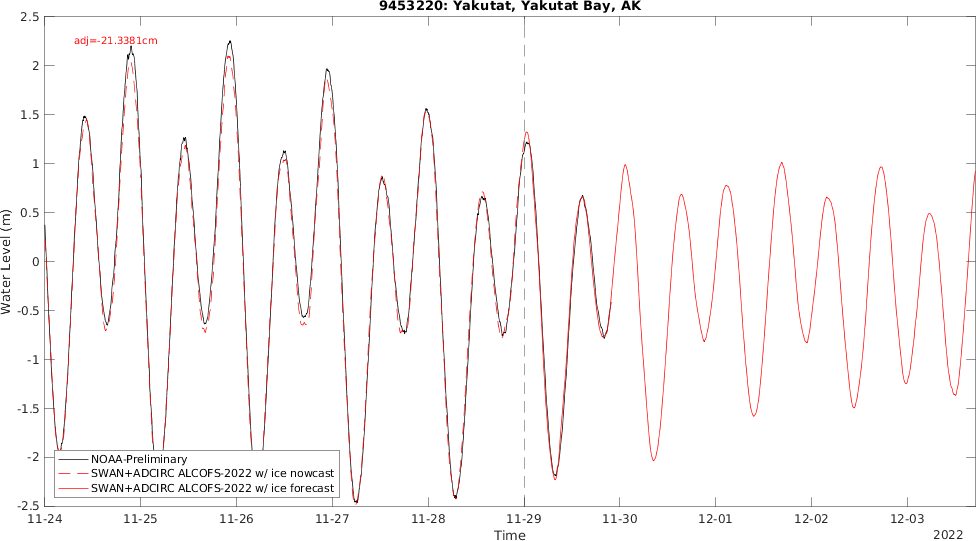 9453220: Yakutat, Yakutat Bay, AK
adj=-21.3381cm
2.5
2
1.5
1
0.5
0
-0.5
-1
-1.5
-2
-2.5
Water Level (m)
NOAA-Preliminary
SWAN+ADCIRC ALCOFS-2022 w/ ice nowcast
SWAN+ADCIRC ALCOFS-2022 w/ ice forecast
11-24 11-25 11-26 11-27 11-28 11-29 11-30 12-01 12-02 12-03
Time
2022